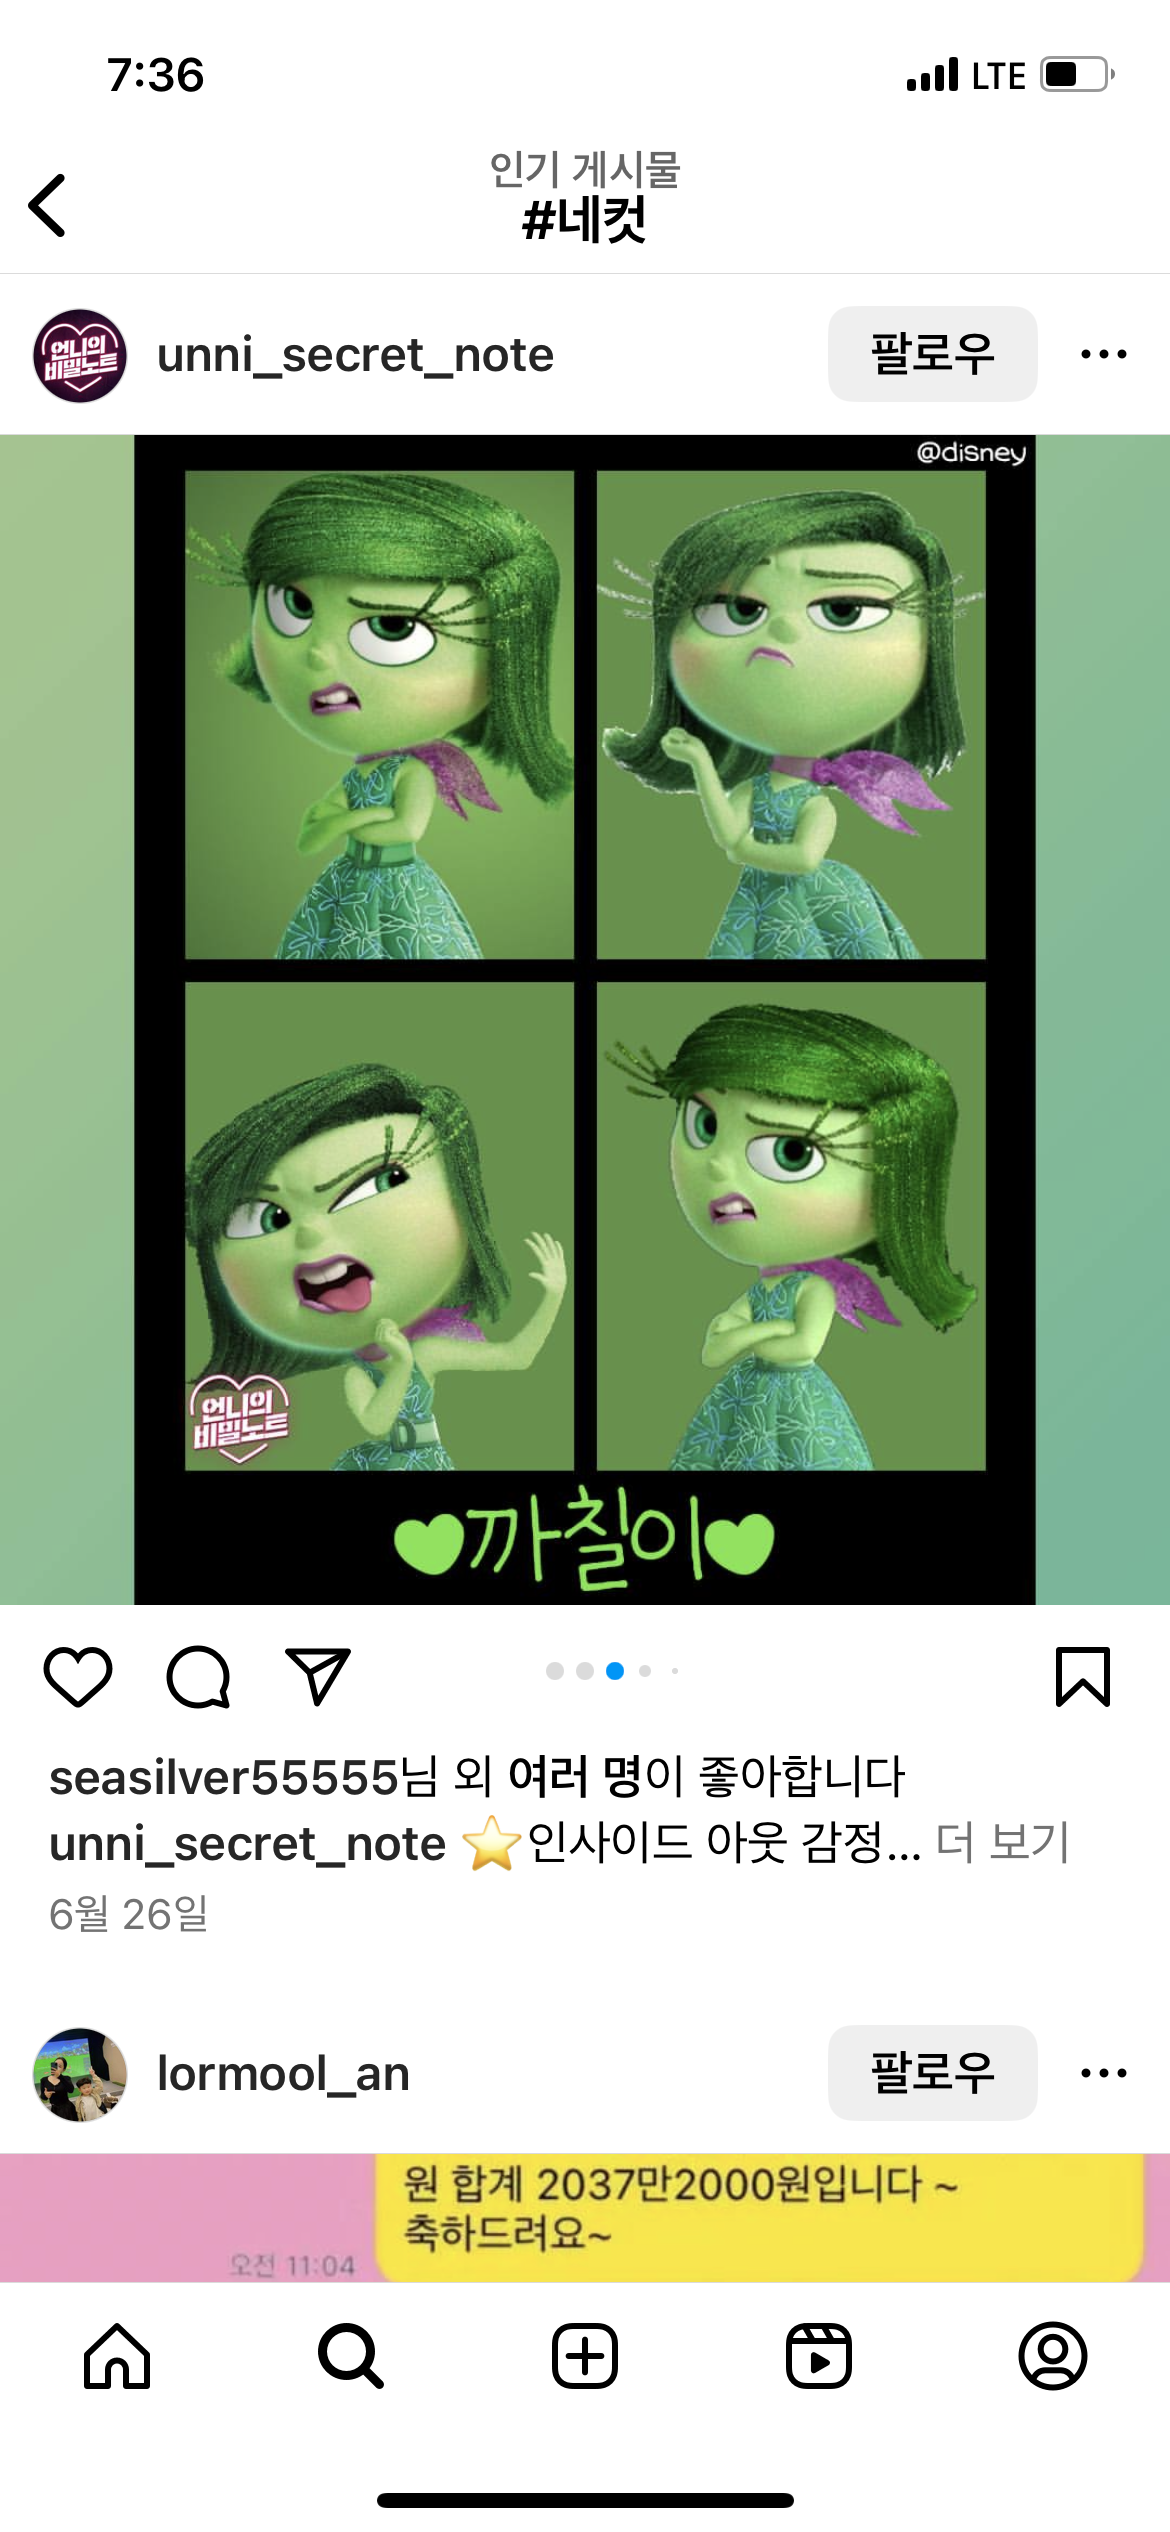 7:36
LTE
인기 게시물
#네컷
언니의
비밀노트
unni_secret_note
팔로우
@disney
언니의
비밀노트
까칠이
seasilver55555님 외 여러 명이 좋아합니다
unni_secret_note ⭐인사이드 아웃 감정... 더 보기
6월 26일
lormool_an
팔로우
원 합계 2037만2000원입니다 ~
축하드려요~
오전 11:04